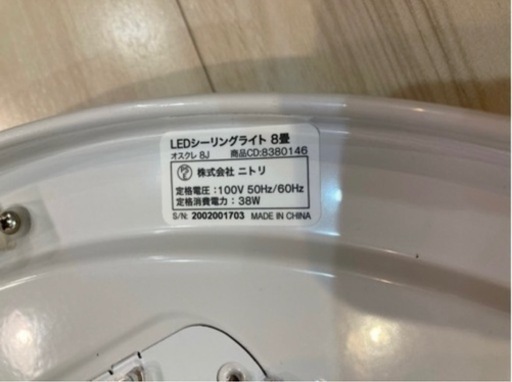 LEDシーリングライト 8畳
オスクレ 8J 商品CD:8380146
株式会社 ニトリ
定格電圧:100V 50Hz/60Hz
定格消費電力:38W
S/N: 2002001703 MADE IN CHINA